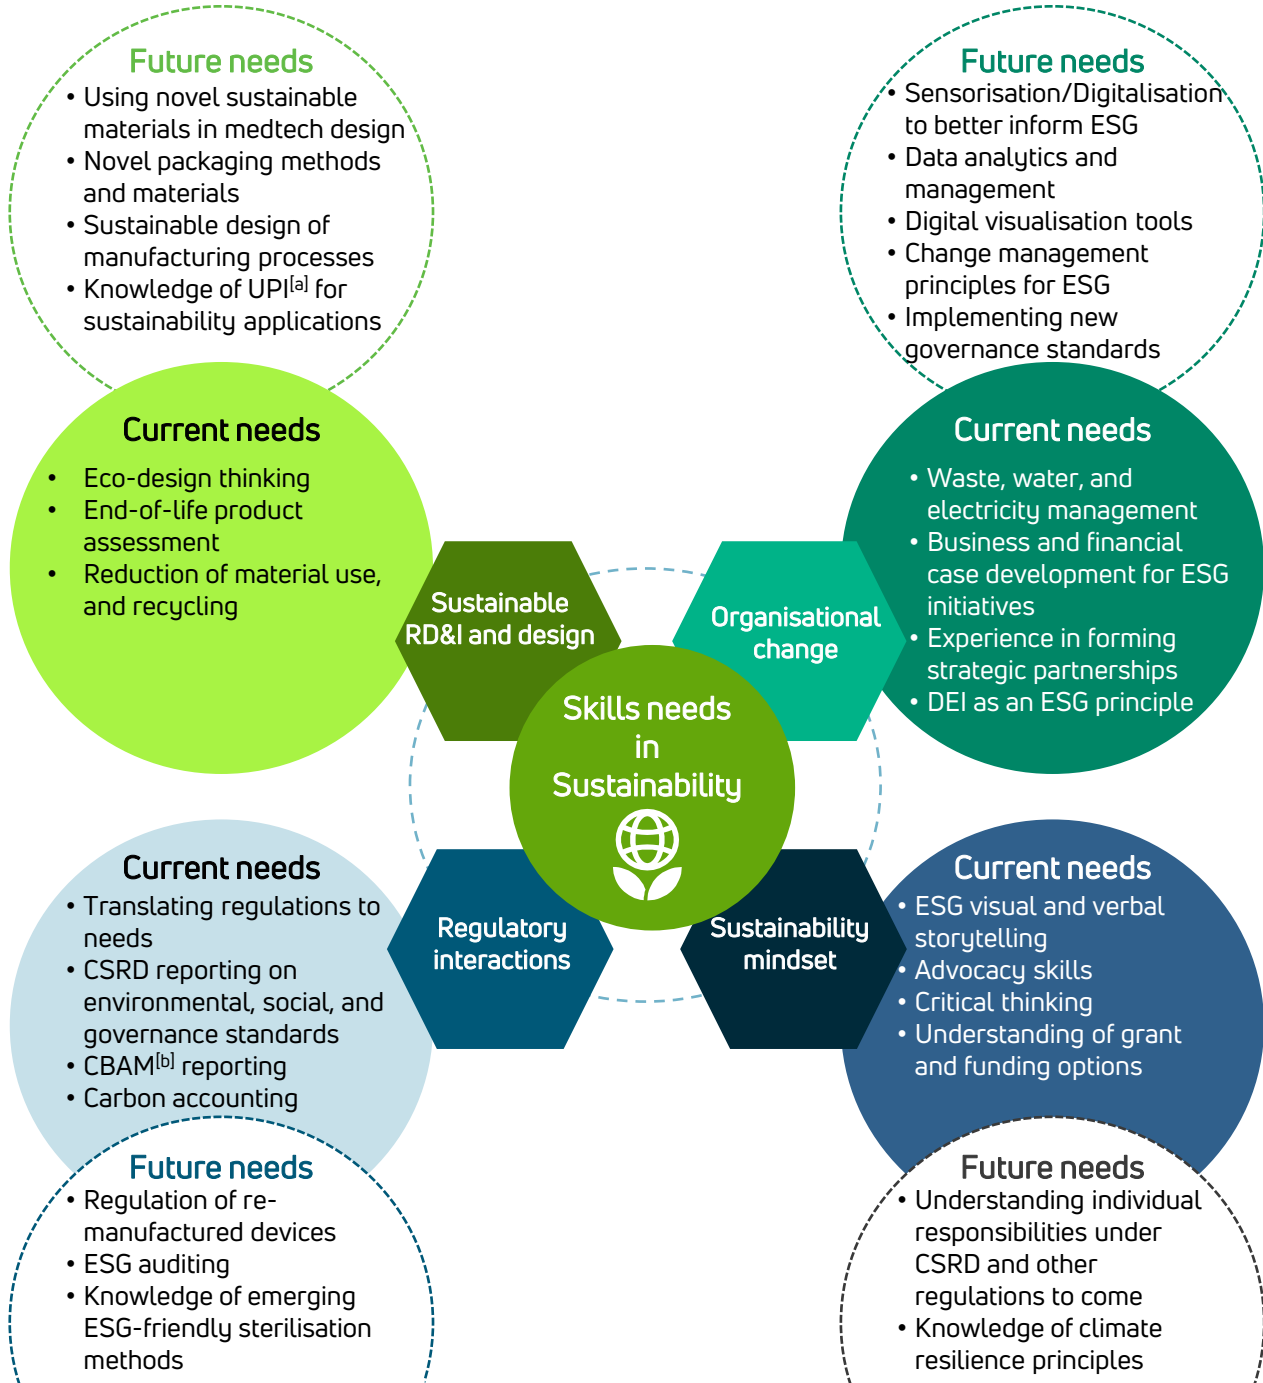 Future needs
• Using novel sustainable
materials in medtech design
• Novel packaging methods
and materials
• Sustainable design of
manufacturing processes
• Knowledge of UPI[a] for
sustainability applications
Current needs
• Eco-design thinking
• End-of-life product
assessment
• Reduction of material use,
and recycling
Sustainable
RD&I and design
Future needs
• Sensorisation/Digitalisation
to better inform ESG
• Data analytics and
management
• Digital visualisation tools
• Change management
principles for ESG
• Implementing new
governance standards
Current needs
• Waste, water, and
electricity management
• Business and financial
case development for ESG
initiatives
• Experience in forming
strategic partnerships
• DEI as an ESG principle
Organisational
change
Skills needs
in
Sustainability
Current needs
• Translating regulations to
needs
• CSRD reporting on
environmental, social, and
governance standards
• CBAM[b] reporting
• Carbon accounting
Regulatory
interactions
Future needs
• Regulation of re-
manufactured devices
• ESG auditing
• Knowledge of emerging
ESG-friendly sterilisation
methods
Sustainability
mindset
Current needs
• ESG visual and verbal
storytelling
• Advocacy skills
• Critical thinking
• Understanding of grant
and funding options
Future needs
• Understanding individual
responsibilities under
CSRD and other
regulations to come
• Knowledge of climate
resilience principles